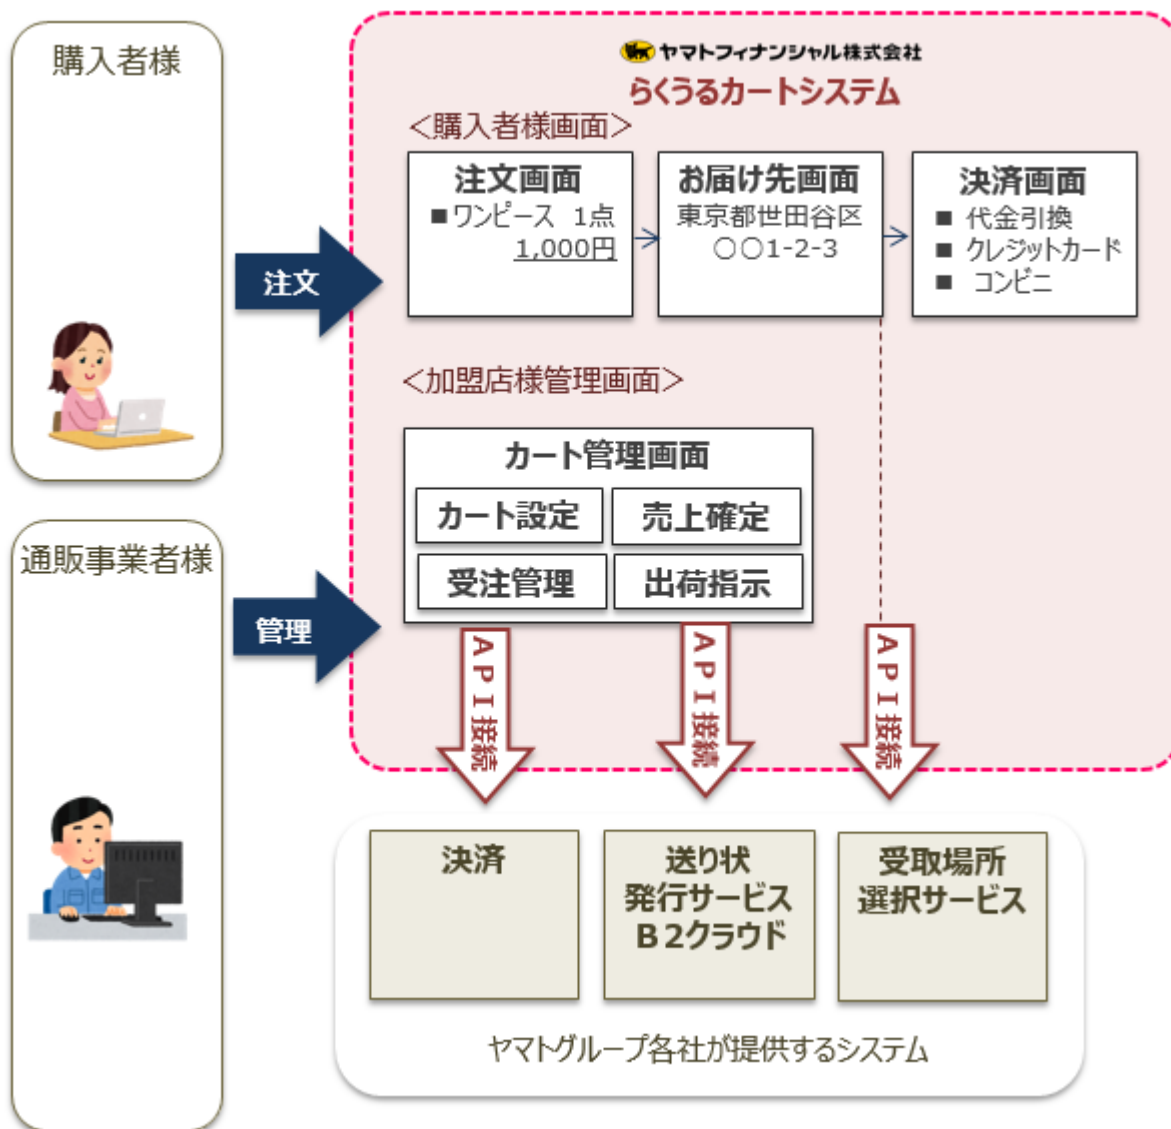 購入者様
ヤマトフィナンシャル株式会社
らくうるカートシステム
＜購入者様画面＞
注文画面
■ワンピース 1点
1,000円
お届け先画面
東京都世田谷区
○○1-2-3
決済画面
■ 代金引換
■ クレジットカード
■ コンビニ
注文
＜加盟店様管理画面＞
カート管理画面
カート設定
売上確定
受注管理
出荷指示
通販事業者様
管理
ＡＰＩ接続
ＡＰＩ接続
ＡＰＩ接続
決済
送り状
発行サービス
Ｂ２クラウド
受取場所
選択サービス
ヤマトグループ各社が提供するシステム